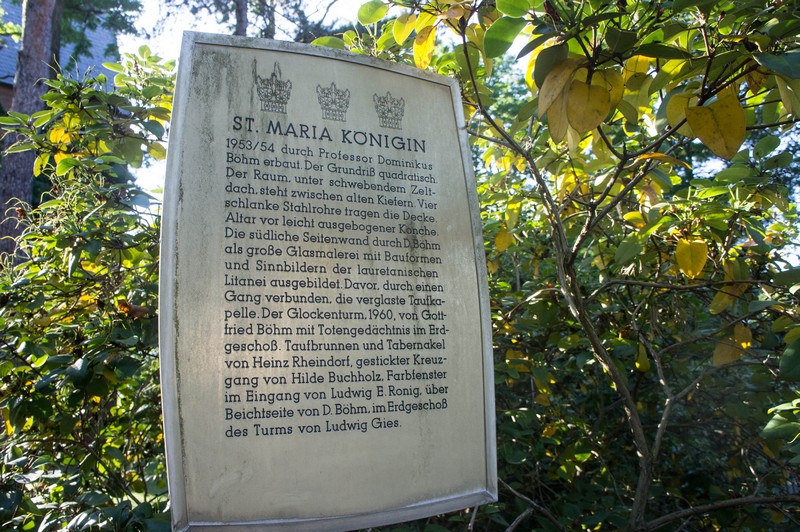 ST. MARIA KÖNIGIN
1953/54 durch Professor Dominikus
Böhm erbaut. Der Grundriß quadratisch.
Der Raum, unter schwebendem Zelt-
dach, steht zwischen alten Kiefern. Vier
schlanke Stahlrohre tragen die Decke.
Altar vor leicht ausgebogener Konche.
Die südliche Seitenwand durch D. Böhm
als große Glasmalerei mit Bauformen
und Sinnbildern der lauretanischen
Litanei ausgebildet. Davor, durch einen
Gang verbunden, die verglaste Taufka-
pelle. Der Glockenturm, 1960, von Gott-
fried Böhm mit Totengedächtnis im Erd-
geschoß. Taufbrunnen und Tabernakel
von Heinz Rheindorf, gestickter Kreuz-
gang von Hilde Buchholz, Farbfenster
im Eingang von Ludwig E. Ronig, über
Beichtseite von D. Böhm, im Erdgeschoß
des Turms von Ludwig Gies.